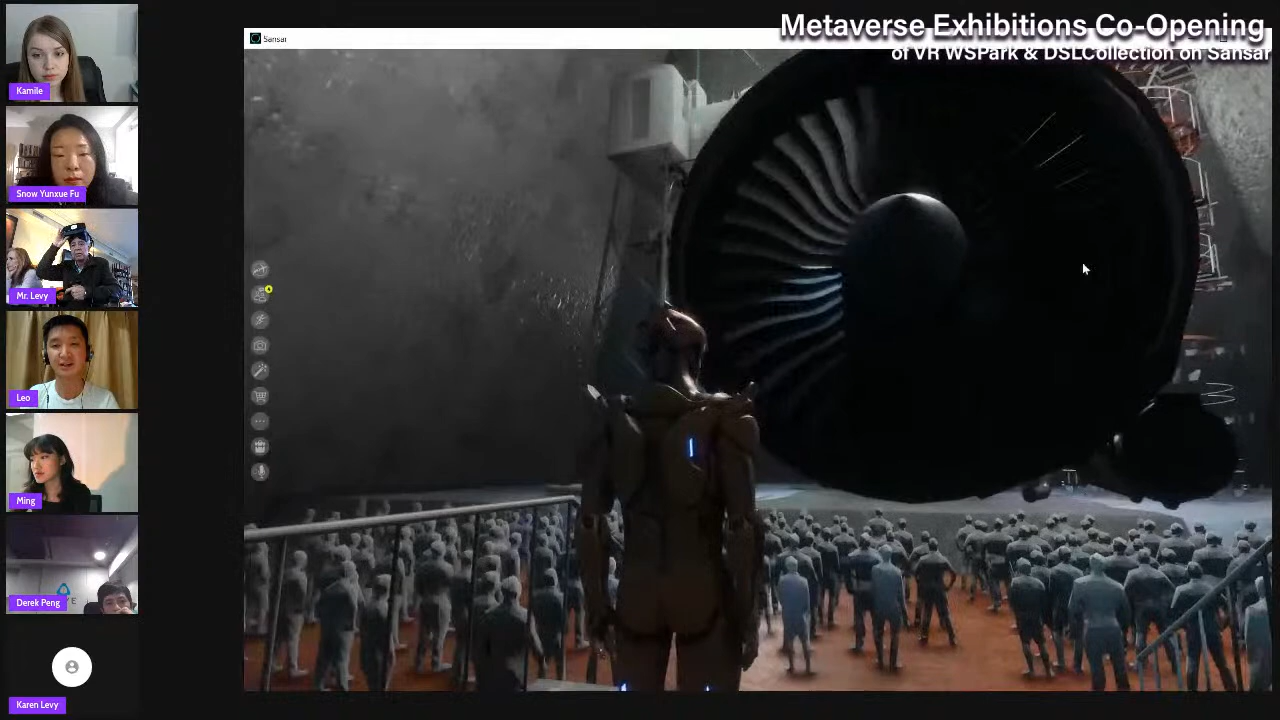 Metaverse Exhibitions Co-Opening
of VR WSPark & DSLCollection on Sansar
Sansar
Kamile
Snow Yunxue Fu
Mr. Levy
Leo
Ming
Derek Peng
Karen Levy